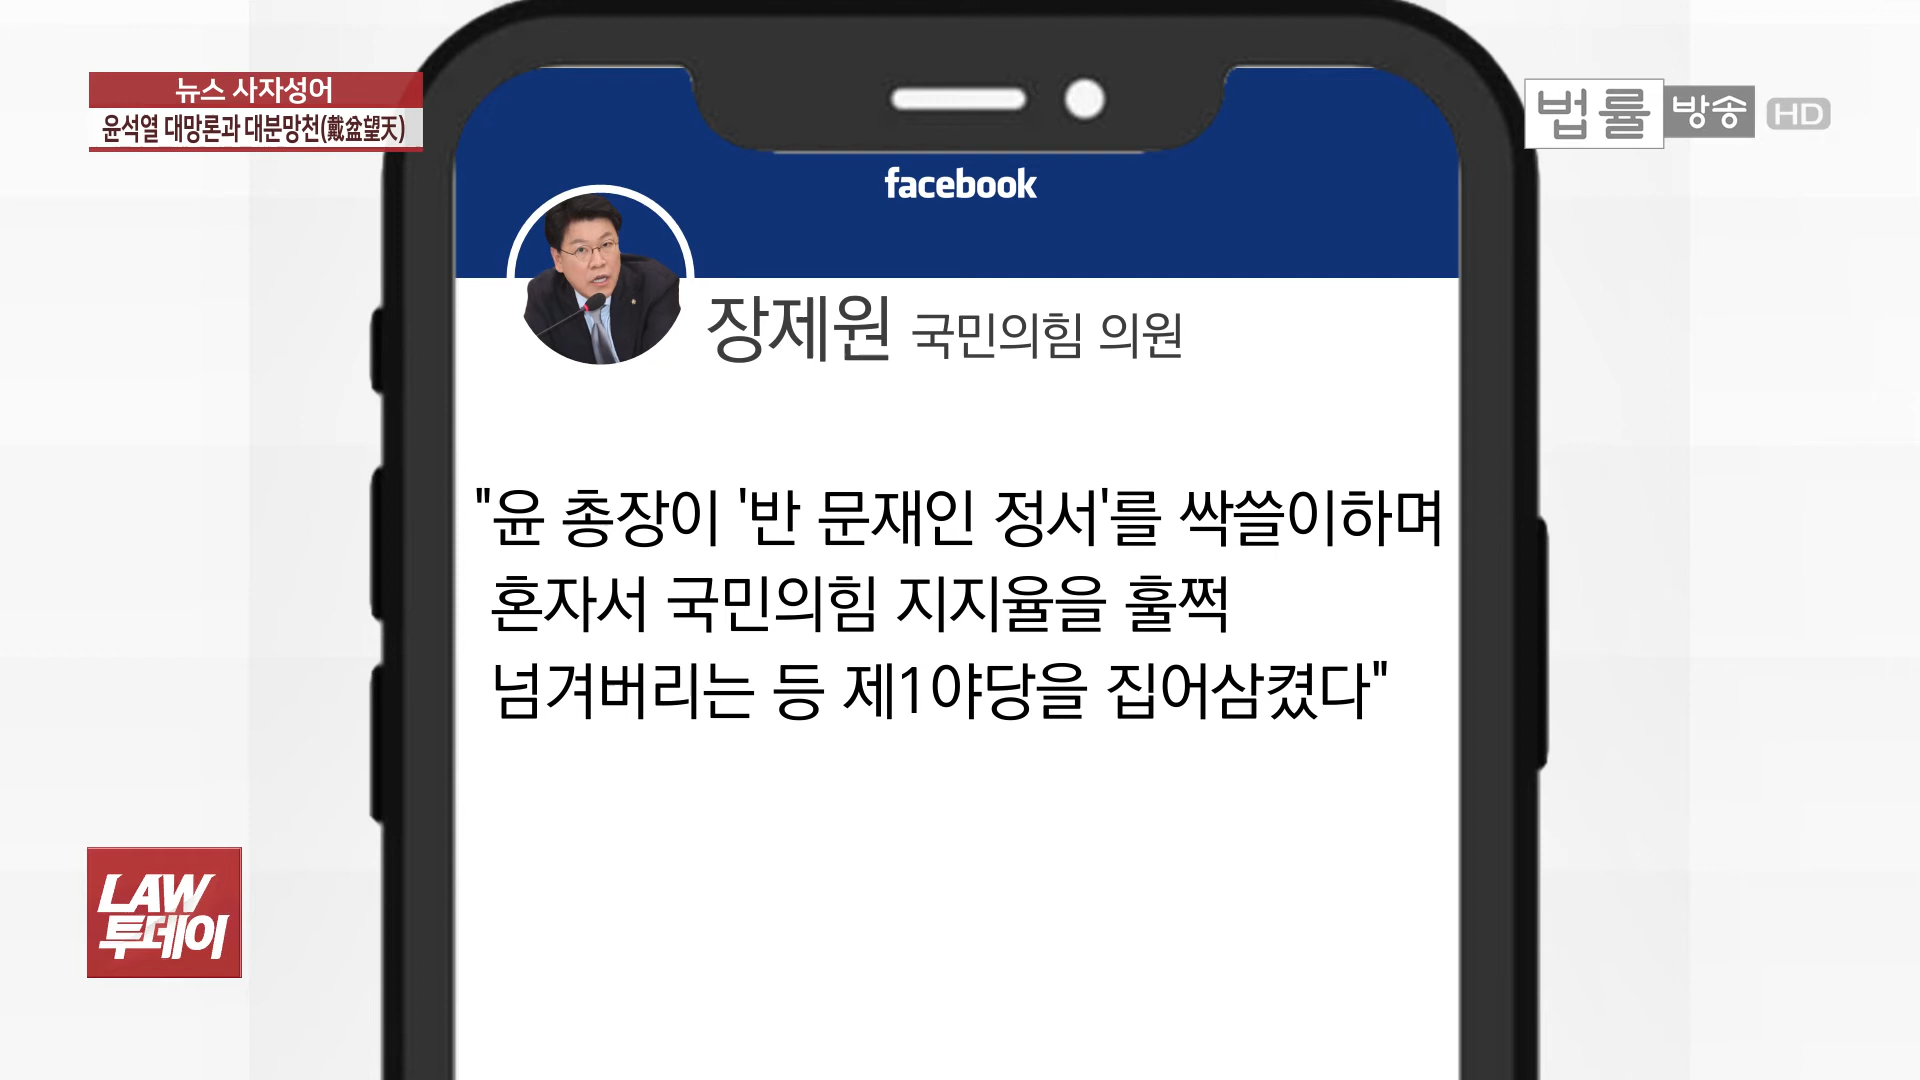 뉴스 사자성어
윤석열 대망론과 대분망천(戴盆望天)
법률방송 HD
facebook
장제원 국민의힘 의원
"윤 총장이 '반 문재인 정서'를 싹쓸이하며
혼자서 국민의힘 지지율을 훌쩍
넘겨버리는 등 제1야당을 집어삼켰다"
LAW
투데이